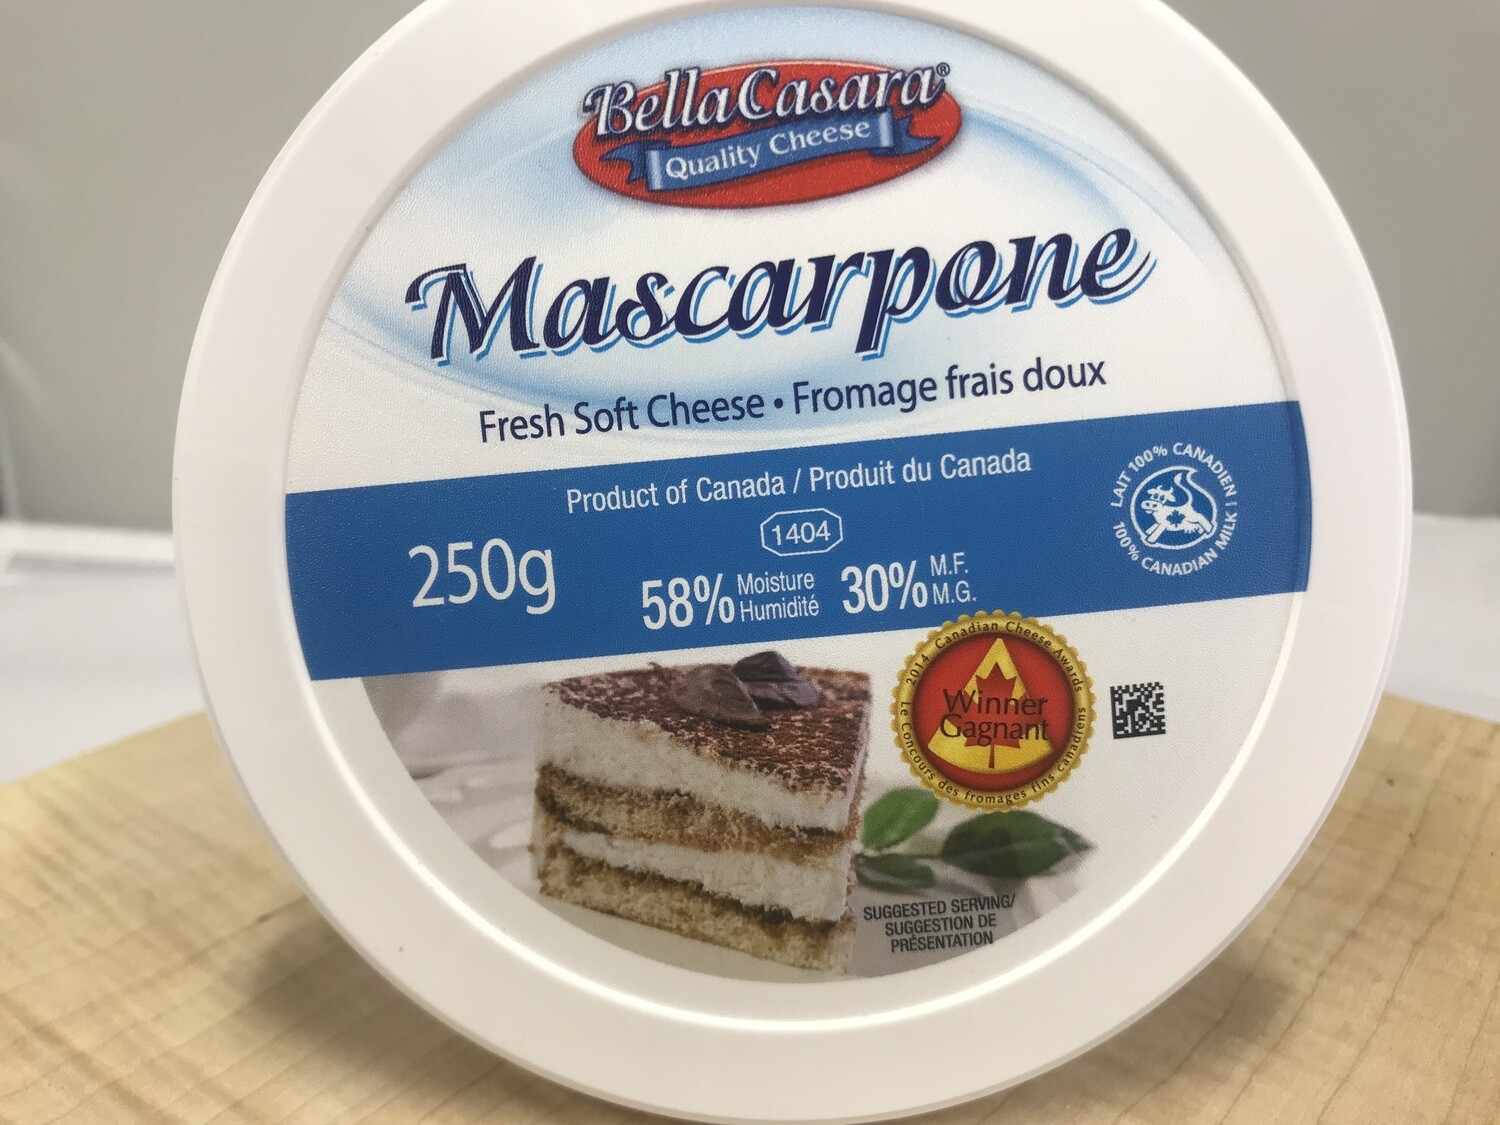 BellaCasara®
Quality Cheese
Mascarpone
Fresh Soft Cheese • Fromage frais doux
Product of Canada / Produit du Canada
1404
LAIT 100% CANADIEN | 100% CANADIAN MILK
250g
58% Moisture Humidité 30% M.F. M.G.
2014 Canadian Cheese Awards
Winner
Gagnant
Le Concours des fromages fins canadiens
SUGGESTED SERVING/
SUGGESTION DE
PRÉSENTATION